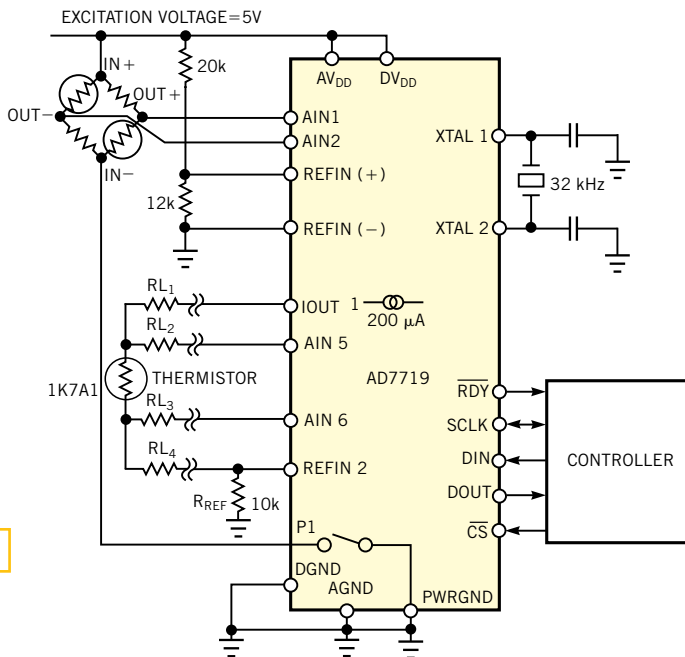 EXCITATION VOLTAGE=5V
IN+
20k
AVDD
DVDD
OUT+
OUT−
AIN1
AIN2
XTAL 1
IN−
REFIN (+)
32 kHz
12k
REFIN (−)
XTAL 2
RL1
IOUT
1
200 µA
RL2
AIN 5
THERMISTOR
AD7719
1K7A1
RL3
AIN 6
RDY
SCLK
RL4
REFIN 2
DIN
CONTROLLER
RREF
10k
DOUT
P1
CS
DGND
AGND
PWRGND